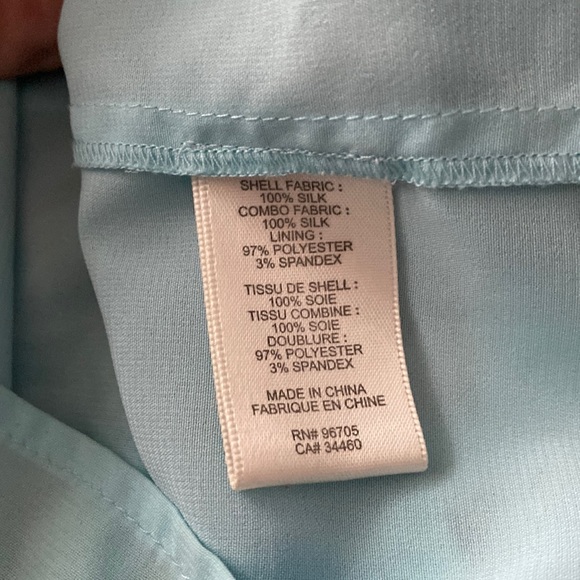 SHELL FABRIC :
100% SILK
COMBO FABRIC :
100% SILK
LINING :
97% POLYESTER
3% SPANDEX
TISSU DE SHELL :
100% SOIE
TISSU COMBINE :
100% SOIE
DOUBLURE :
97% POLYESTER
3% SPANDEX
MADE IN CHINA
FABRIQUE EN CHINE
RN# 96705
CA# 34460